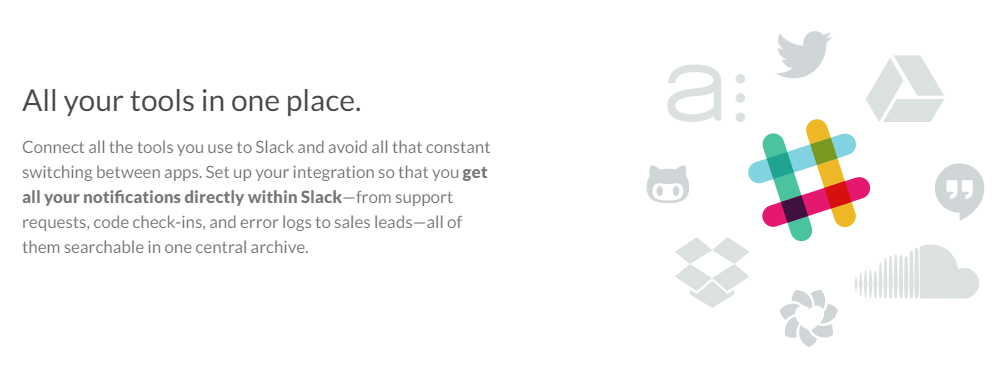 All your tools in one place.
Connect all the tools you use to Slack and avoid all that constant
switching between apps. Set up your integration so that you get
all your notifications directly within Slack—from support
requests, code check-ins, and error logs to sales leads—all of
them searchable in one central archive.
a: